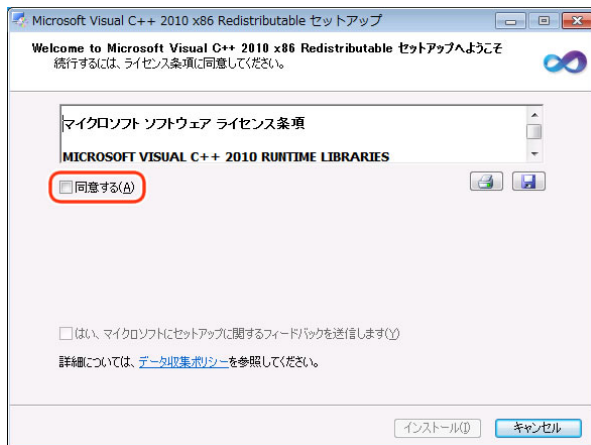 Microsoft Visual C++ 2010 x86 Redistributable セットアップ
Welcome to Microsoft Visual C++ 2010 x86 Redistributable セットアップへようこそ
続行するには、ライセンス条項に同意してください。
マイクロソフト ソフトウェア ライセンス条項
MICROSOFT VISUAL C++ 2010 RUNTIME LIBRARIES
同意する(A)
はい、マイクロソフトにセットアップに関するフィードバックを送信します(Y)
詳細については、データ収集ポリシーを参照してください。
インストール(I) キャンセル